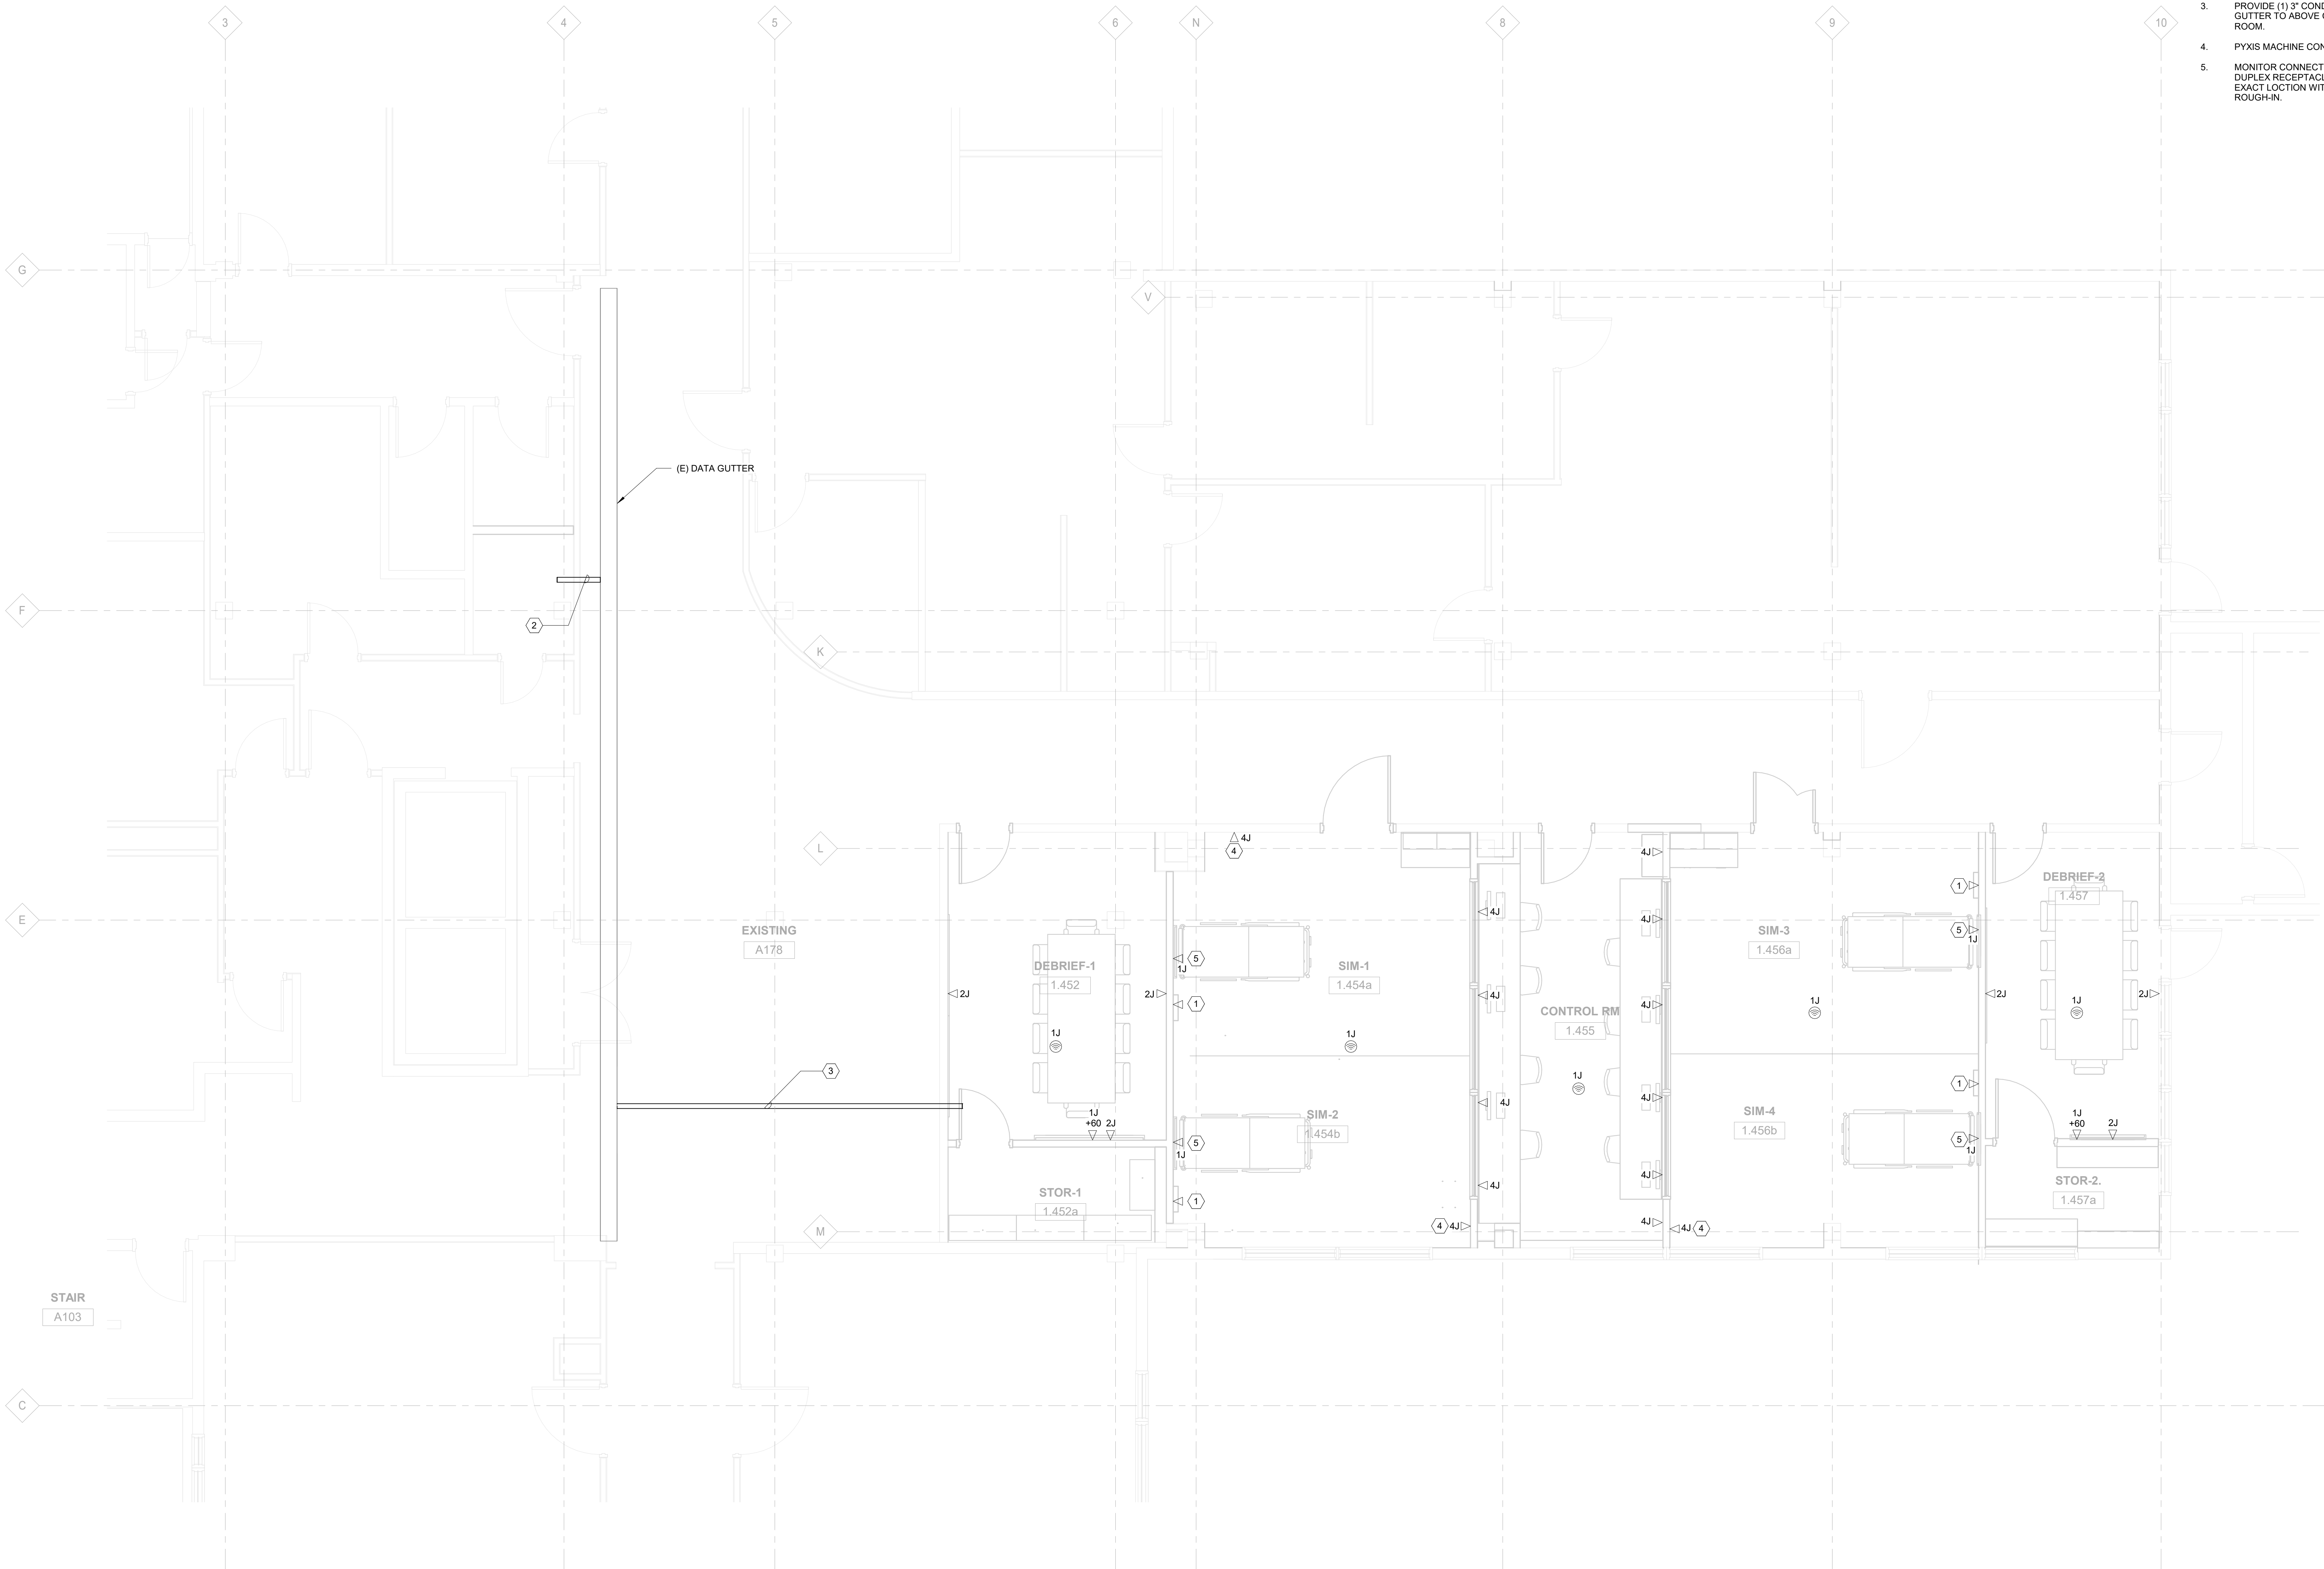 3
4
5
6
N
8
9
10
3. PROVIDE (1) 3"
GUTTER TO ABOVE
ROOM.
4. PYXIS MACHINE
5. MONITOR
DUPLEX
EXACT LOCTION
ROUGH-IN.
G
V
(E) DATA GUTTER
F
2
K
L
4J
4
4J
1
DEBRIEF-2
1.457
E
EXISTING
A178
4J
4J
SIM-3
1.456a
5
1J
DEBRIEF-1
1.452
5
1J
SIM-1
1.454a
2J
2J
1
4J
4J
CONTROL RM
1.455
1J
2J
1J
2J
1J
1J
1J
3
1J
+60 2J
SIM-2
1.454b
4J
4J
SIM-4
1.456b
1
1J
+60
2J
5
1J
5
1J
4J
4J
STOR-1
1.452a
1
STOR-2.
1.457a
M
4
4J
4J
4J
4
STAIR
A103
C